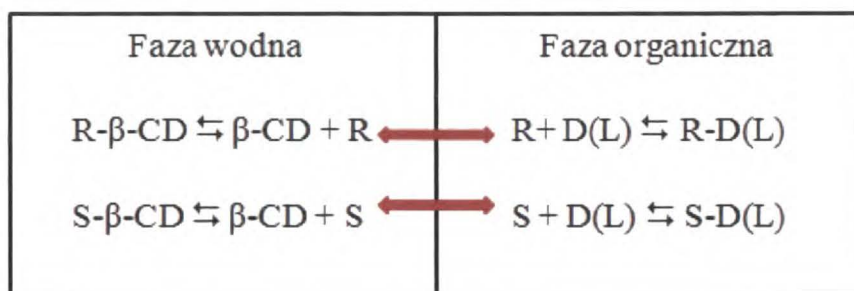 Faza wodna
R-β-CD ⇆ β-CD + R
S-β-CD ⇆ β-CD + S
Faza organiczna
R+ D(L) ⇆ R-D(L)
S + D(L) ⇆ S-D(L)